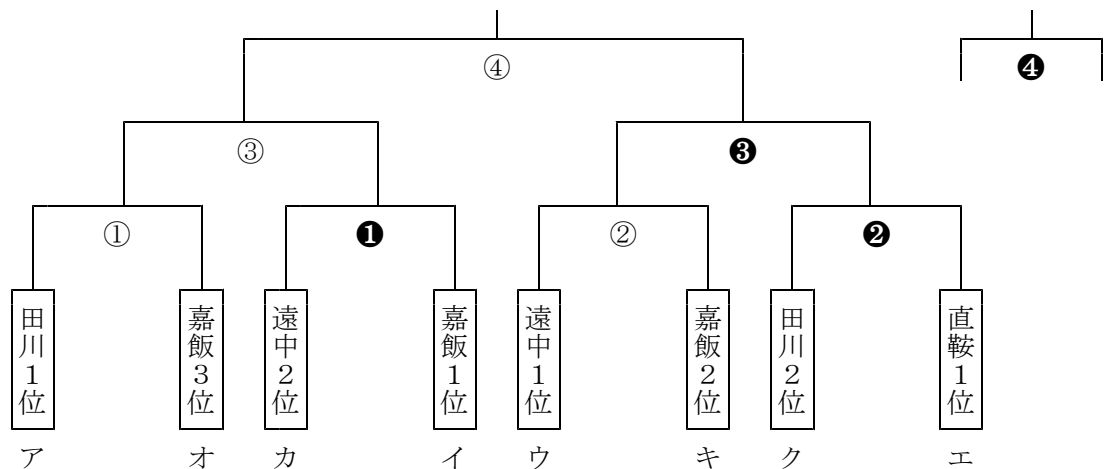 ④
❹
③
❸
①
❶
②
❷
田川1位
嘉飯3位
遠中2位
嘉飯1位
遠中1位
嘉飯2位
田川2位
直鞍1位
ア
オ
カ
イ
ウ
キ
ク
エ